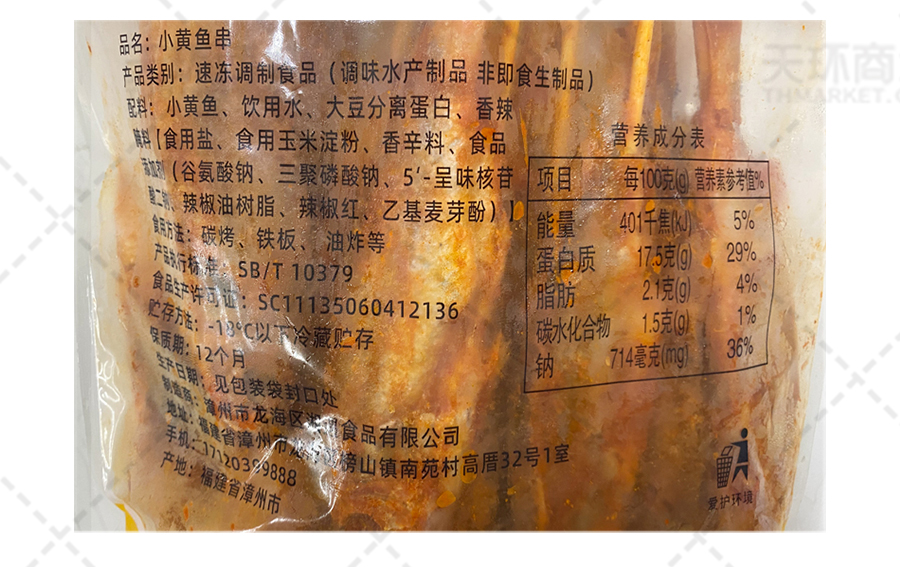 品名：小黄鱼串
产品类别：速冻调制食品（调味水产制品 非即食生制品）
配料：小黄鱼、饮用水、大豆分离蛋白、香辣
腌料【食用盐、食用玉米淀粉、香辛料、食品
添加剂（谷氨酸钠、三聚磷酸钠、5'-呈味核苷
酸二钠、辣椒油树脂、辣椒红、乙基麦芽酚）】
食用方法：碳烤、铁板、油炸等
产品执行标准：SB/T 10379
食品生产许可证：SC11135060412136
贮存方法：-18℃以下冷藏贮存
保质期：12个月
生产日期：见包装袋封口处
制造商：漳州市龙海区 食品有限公司
地址：福建省漳州市 榜山镇南苑村高厝32号1室
手机：
产地：福建省漳州市
营养成分表
项目 每100克(g) 营养素参考值%
能量 401千焦(kJ) 5%
蛋白质 17.5克(g) 29%
脂肪 2.1克(g) 4%
碳水化合物 1.5克(g) 1%
钠 714毫克(mg) 36%
爱护环境
天环商
THMARKET.C